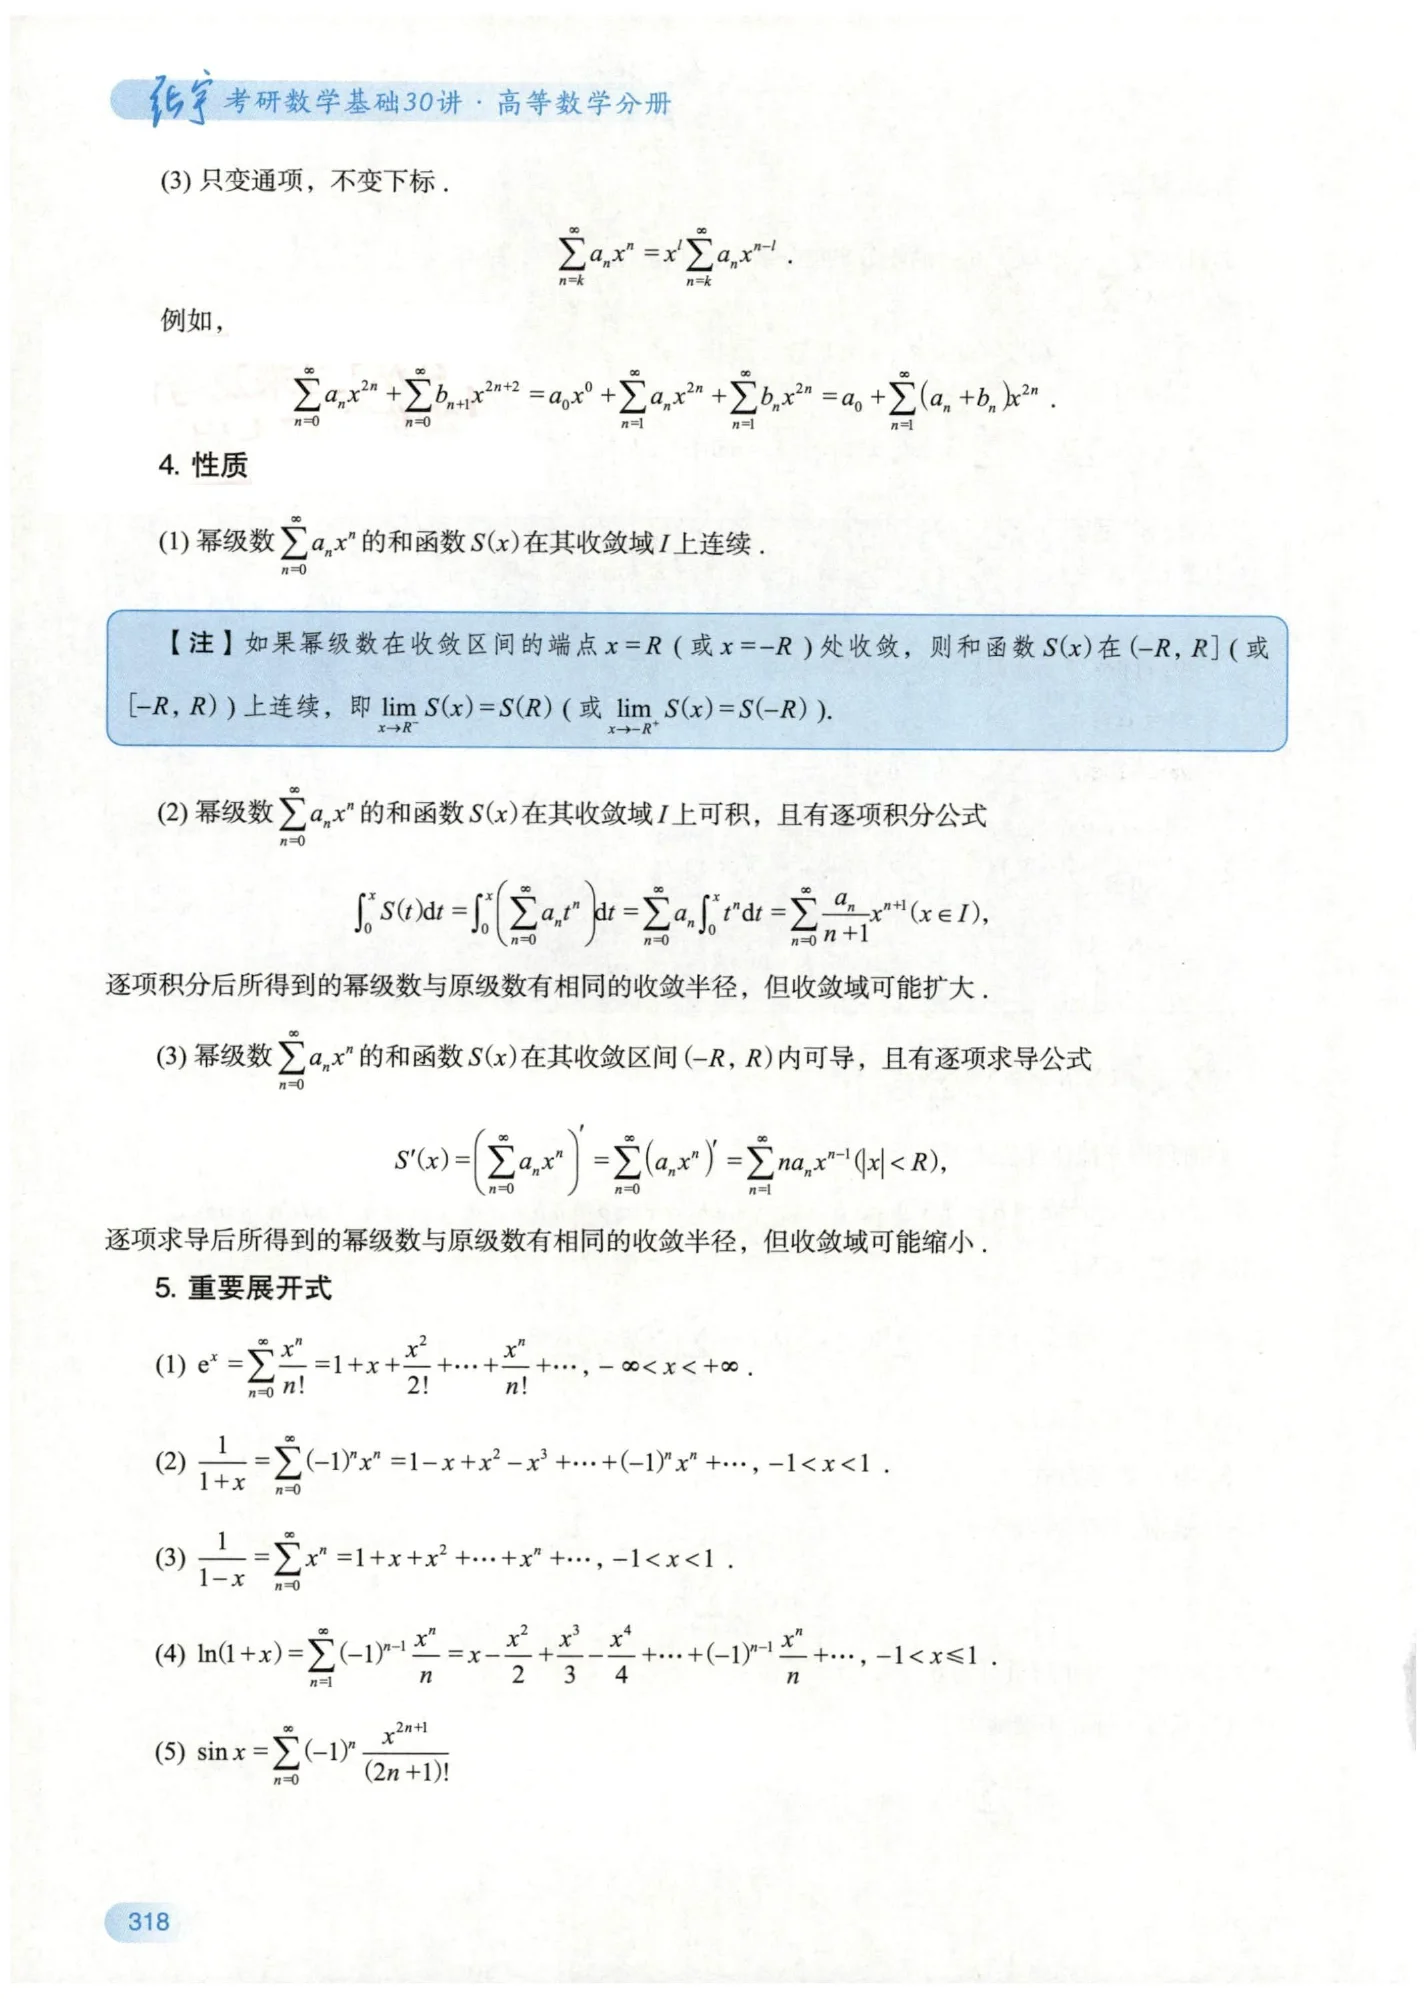 张宇 考研数学基础30讲·高等数学分册
(3) 只变通项，不变下标.
$\sum_{n=k}^{\infty} a_n x^n = x^l \sum_{n=k}^{\infty} a_n x^{n-l}$.
例如，
$\sum_{n=0}^{\infty} a_n x^{2n} + \sum_{n=0}^{\infty} b_{n+1} x^{2n+2} = a_0 x^0 + \sum_{n=1}^{\infty} a_n x^{2n} + \sum_{n=1}^{\infty} b_n x^{2n} = a_0 + \sum_{n=1}^{\infty} (a_n + b_n) x^{2n}$.
4. 性质
(1) 幂级数 $\sum_{n=0}^{\infty} a_n x^n$ 的和函数 S(x) 在其收敛域 I 上连续.
【注】如果幂级数在收敛区间的端点 x=R (或 x=-R) 处收敛，则和函数 S(x) 在 (-R, R] (或
[-R, R)) 上连续，即 $\lim_{x \to R^-} S(x) = S(R)$ (或 $\lim_{x \to -R^+} S(x) = S(-R)$).
(2) 幂级数 $\sum_{n=0}^{\infty} a_n x^n$ 的和函数 S(x) 在其收敛域 I 上可积，且有逐项积分公式
$\int_0^x S(t)dt = \int_0^x \left( \sum_{n=0}^{\infty} a_n t^n \right) dt = \sum_{n=0}^{\infty} a_n \int_0^x t^n dt = \sum_{n=0}^{\infty} \frac{a_n}{n+1} x^{n+1} (x \in I)$,
逐项积分后所得到的幂级数与原级数有相同的收敛半径，但收敛域可能扩大.
(3) 幂级数 $\sum_{n=0}^{\infty} a_n x^n$ 的和函数 S(x) 在其收敛区间 (-R, R) 内可导，且有逐项求导公式
$S'(x) = \left( \sum_{n=0}^{\infty} a_n x^n \right)' = \sum_{n=0}^{\infty} (a_n x^n)' = \sum_{n=1}^{\infty} n a_n x^{n-1} (|x| < R)$,
逐项求导后所得到的幂级数与原级数有相同的收敛半径，但收敛域可能缩小.
5. 重要展开式
(1) $e^x = \sum_{n=0}^{\infty} \frac{x^n}{n!} = 1 + x + \frac{x^2}{2!} + \cdots + \frac{x^n}{n!} + \cdots, -\infty < x < +\infty$.
(2) $\frac{1}{1+x} = \sum_{n=0}^{\infty} (-1)^n x^n = 1 - x + x^2 - x^3 + \cdots + (-1)^n x^n + \cdots, -1 < x < 1$.
(3) $\frac{1}{1-x} = \sum_{n=0}^{\infty} x^n = 1 + x + x^2 + \cdots + x^n + \cdots, -1 < x < 1$.
(4) $\ln(1+x) = \sum_{n=1}^{\infty} (-1)^{n-1} \frac{x^n}{n} = x - \frac{x^2}{2} + \frac{x^3}{3} - \frac{x^4}{4} + \cdots + (-1)^{n-1} \frac{x^n}{n} + \cdots, -1 < x \leqslant 1$.
(5) $\sin x = \sum_{n=0}^{\infty} (-1)^n \frac{x^{2n+1}}{(2n+1)!}$
318